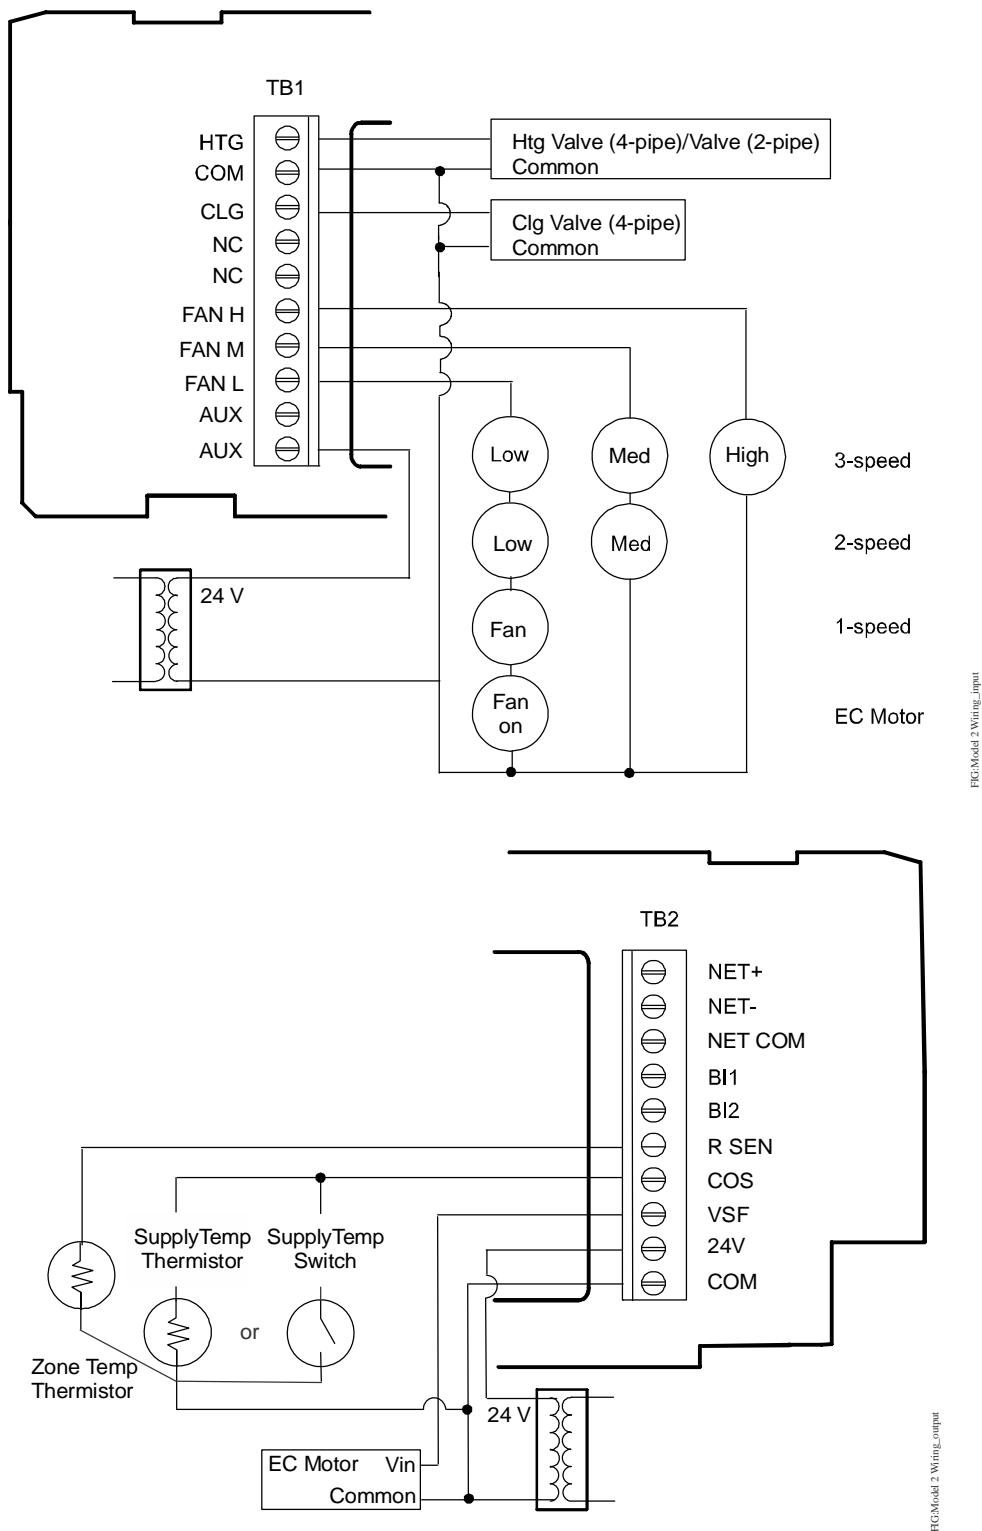 TB1
HTG
COM
CLG
NC
NC
FAN H
FAN M
FAN L
AUX
AUX
Htg Valve (4-pipe)/Valve (2-pipe)
Common
Clg Valve (4-pipe)
Common
Low
Med
High
3-speed
Low
Med
2-speed
24 V
Fan
1-speed
Fan
on
EC Motor
FIG:Model 2 Wiring_input
TB2
NET+
NET-
NET COM
BI1
BI2
R SEN
COS
VSF
24V
COM
SupplyTemp
Thermistor
SupplyTemp
Switch
or
Zone Temp
Thermistor
24 V
EC Motor Vin
Common
FIG:Model 2 Wiring_output